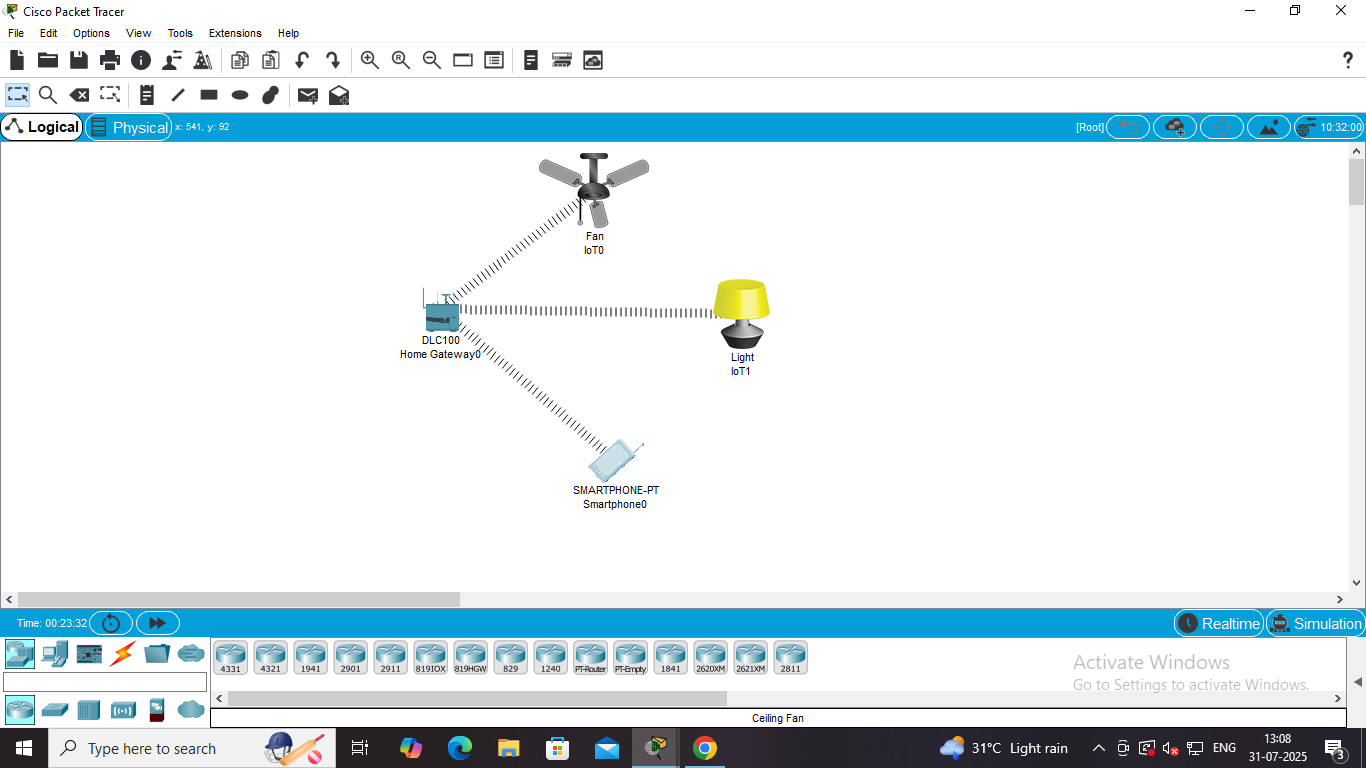 Cisco Packet Tracer
File Edit Options View Tools Extensions Help
Logical Physical x: 541, y: 92 [Root] 10:32:00
Fan
IoT0
DLC100
Home Gateway0
Light
IoT1
SMARTPHONE-PT
Smartphone0
Time: 00:23:32 Realtime Simulation
4331 4321 1941 2901 2911 819IOX 819HGW 829 1240 PT-Router PT-Empty 1841 2620XM 2621XM 2811
Activate Windows
Go to Settings to activate Windows.
Ceiling Fan
Type here to search 31°C Light rain ENG 13:08
31-07-2025
3